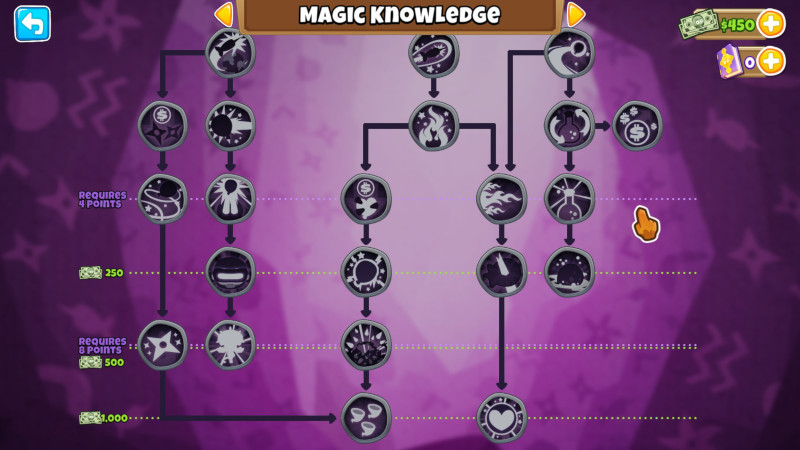 Magic Knowledge
$450
0
Requires
4 Points
250
Requires
8 Points
500
1,000